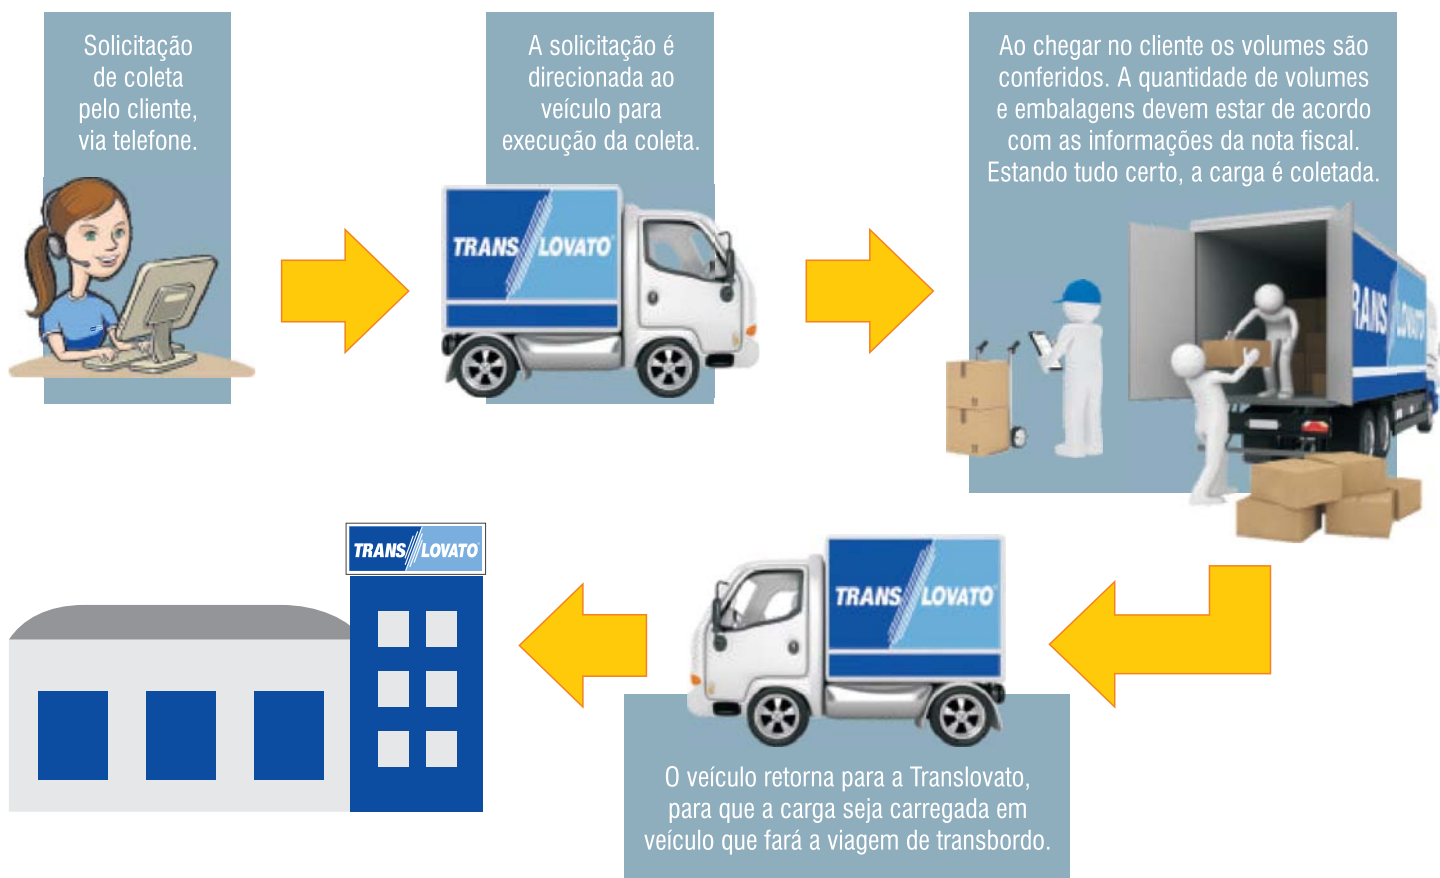 Solicitação
de coleta
pelo cliente,
via telefone.
A solicitação é
direcionada ao
veículo para
execução da coleta.
TRANS LOVATO
Ao chegar no cliente os volumes são
conferidos. A quantidade de volumes
e embalagens devem estar de acordo
com as informações da nota fiscal.
Estando tudo certo, a carga é coletada.
TRANS LOVATO
TRANS LOVATO
TRANS LOVATO
O veículo retorna para a Translovato,
para que a carga seja carregada em
veículo que fará a viagem de transbordo.